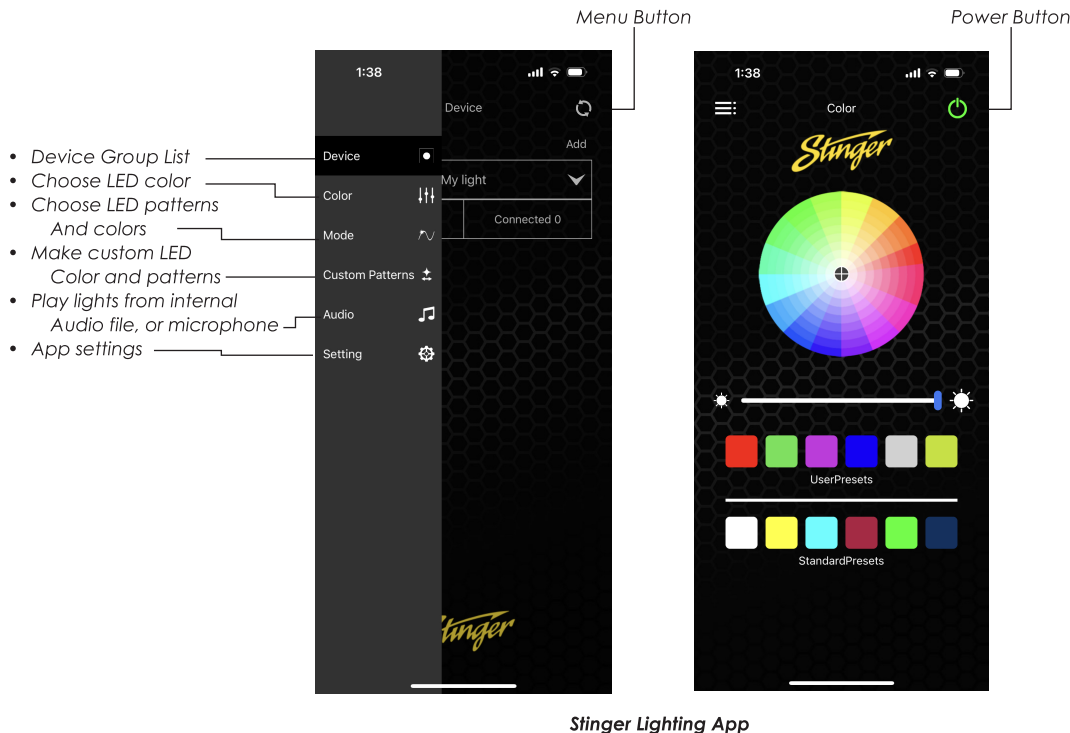 Menu Button
Power Button
1:38
Device
Add
My light
Connected 0
Device
Color
Mode
Custom Patterns
Audio
Setting
Stinger
• Device Group List
• Choose LED color
• Choose LED patterns
And colors
• Make custom LED
Color and patterns
• Play lights from internal
Audio file, or microphone
• App settings
1:38
Color
Stinger
UserPresets
StandardPresets
Stinger Lighting App